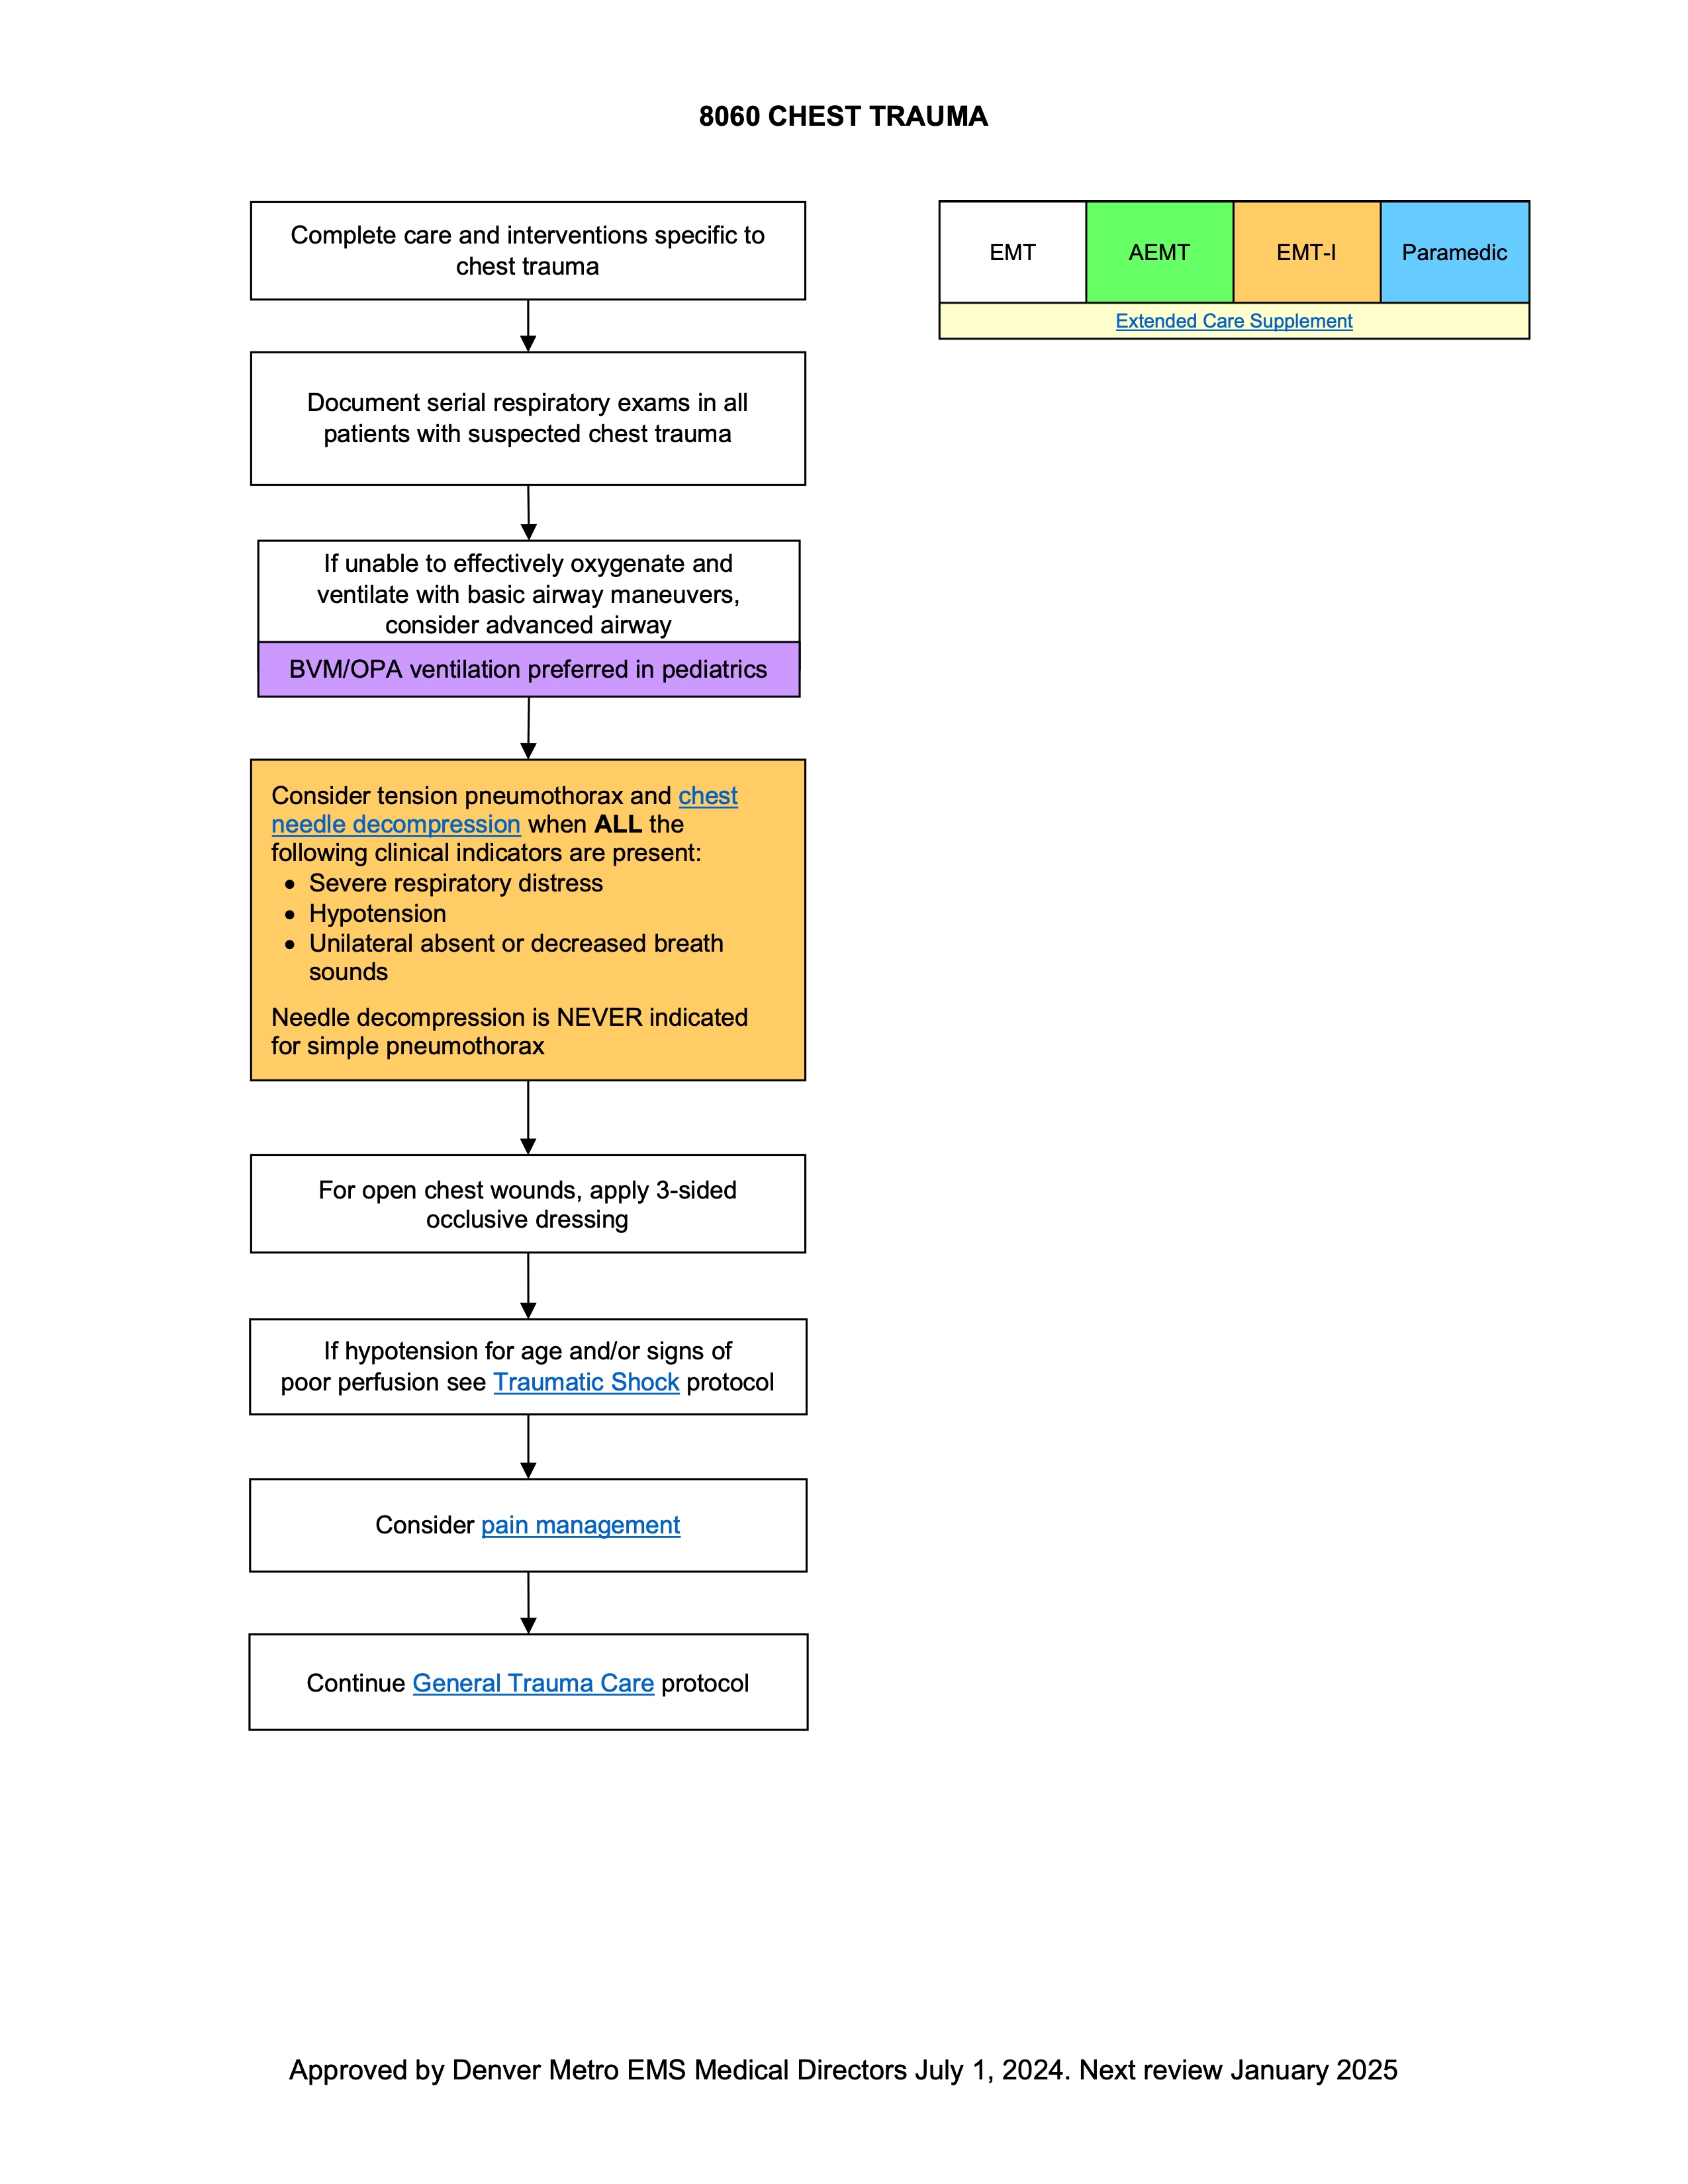 8060 CHEST TRAUMA
Complete care and interventions specific to
chest trauma
EMT
AEMT
EMT-I
Paramedic
Extended Care Supplement
Document serial respiratory exams in all
patients with suspected chest trauma
If unable to effectively oxygenate and
ventilate with basic airway maneuvers,
consider advanced airway
BVM/OPA ventilation preferred in pediatrics
Consider tension pneumothorax and chest
needle decompression when ALL the
following clinical indicators are present:
• Severe respiratory distress
• Hypotension
• Unilateral absent or decreased breath
sounds
Needle decompression is NEVER indicated
for simple pneumothorax
For open chest wounds, apply 3-sided
occlusive dressing
If hypotension for age and/or signs of
poor perfusion see Traumatic Shock protocol
Consider pain management
Continue General Trauma Care protocol
Approved by Denver Metro EMS Medical Directors July 1, 2024. Next review January 2025